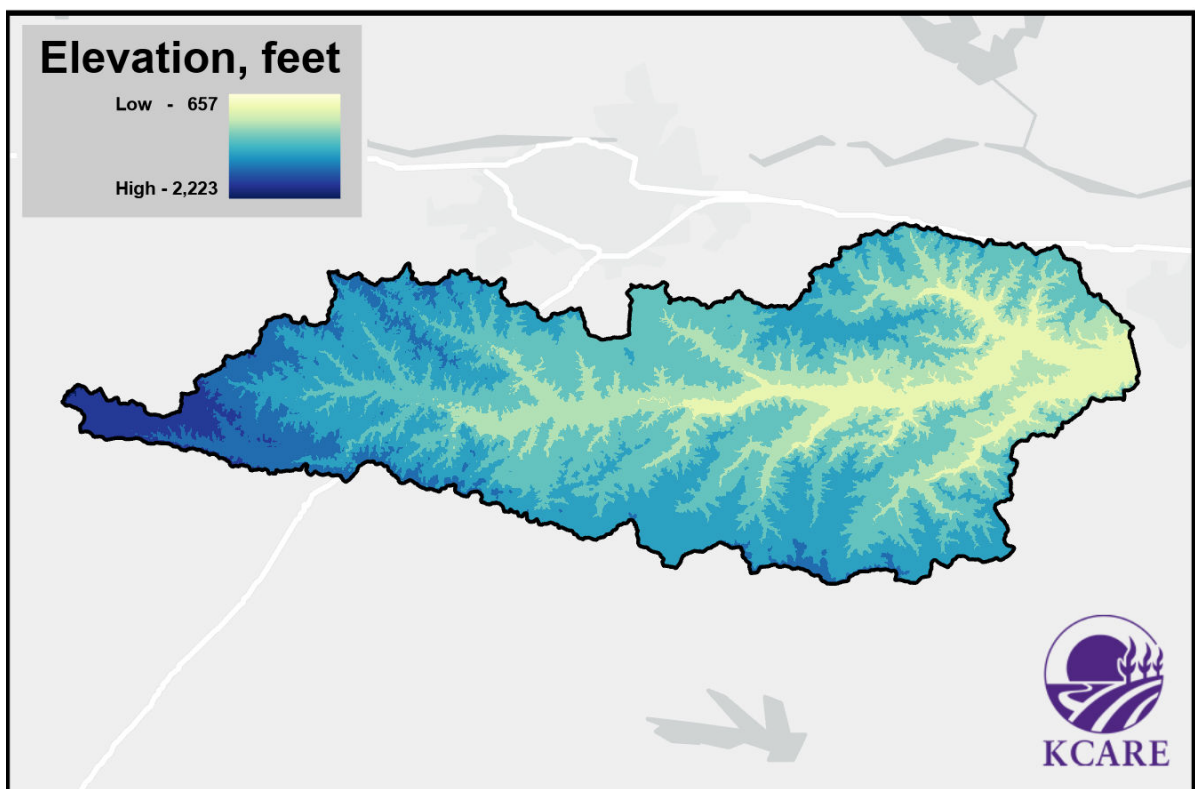 Elevation, feet
Low - 657
High - 2,223
KCARE